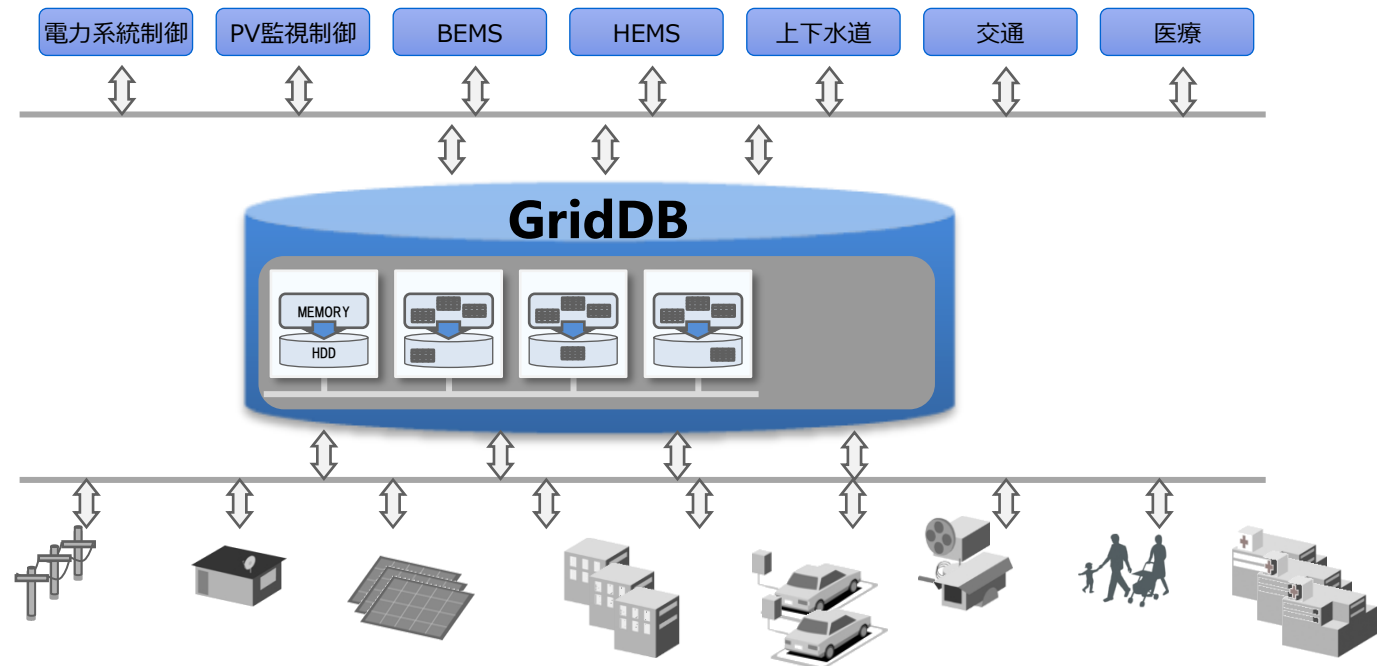 電力系統制御
PV監視制御
BEMS
HEMS
上下水道
交通
医療
GridDB
MEMORY
HDD